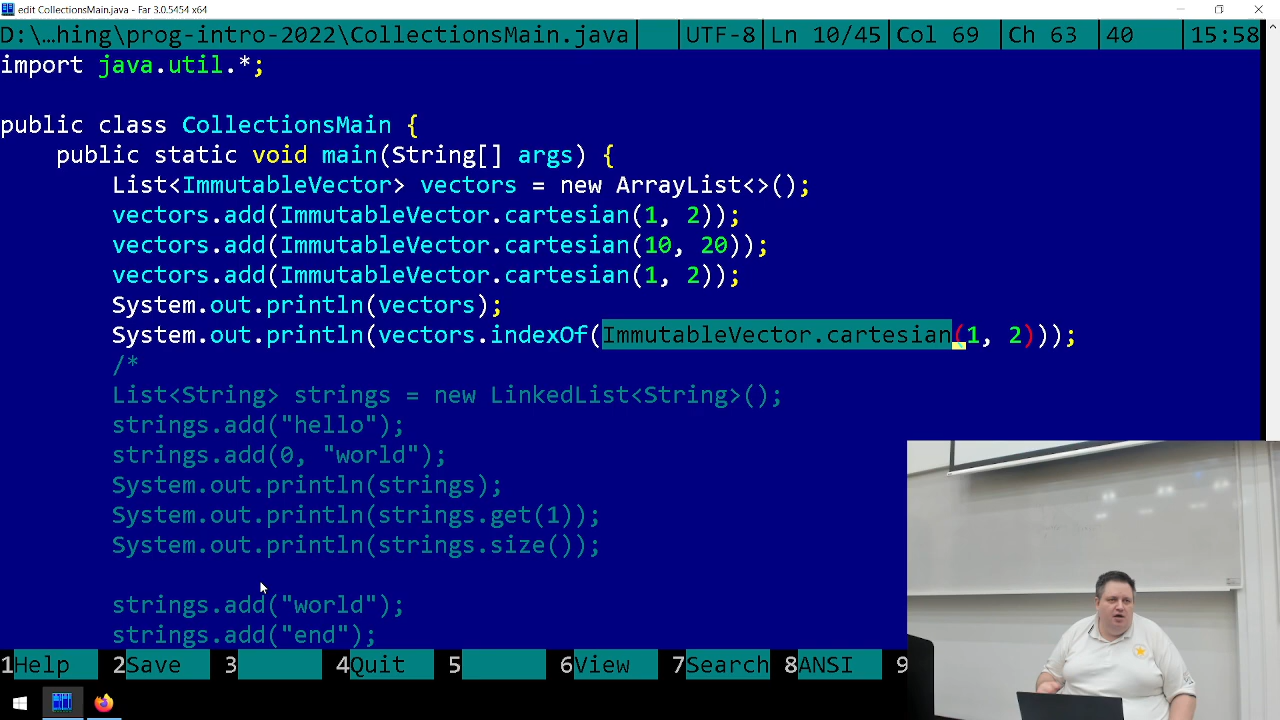 edit CollectionsMain.java - Far 3.0.5454 x64
D:\…hing\prog-intro-2022\CollectionsMain.java UTF-8 Ln 10/45 Col 69 Ch 63 40 15:58
import java.util.*;
public class CollectionsMain {
    public static void main(String[] args) {
        List<ImmutableVector> vectors = new ArrayList<>();
        vectors.add(ImmutableVector.cartesian(1, 2));
        vectors.add(ImmutableVector.cartesian(10, 20));
        vectors.add(ImmutableVector.cartesian(1, 2));
        System.out.println(vectors);
        System.out.println(vectors.indexOf(ImmutableVector.cartesian(1, 2)));
        /*
        List<String> strings = new LinkedList<String>();
        strings.add("hello");
        strings.add(0, "world");
        System.out.println(strings);
        System.out.println(strings.get(1));
        System.out.println(strings.size());
        strings.add("world");
        strings.add("end");
1Help 2Save 3 4Quit 5 6View 7Search 8ANSI 9